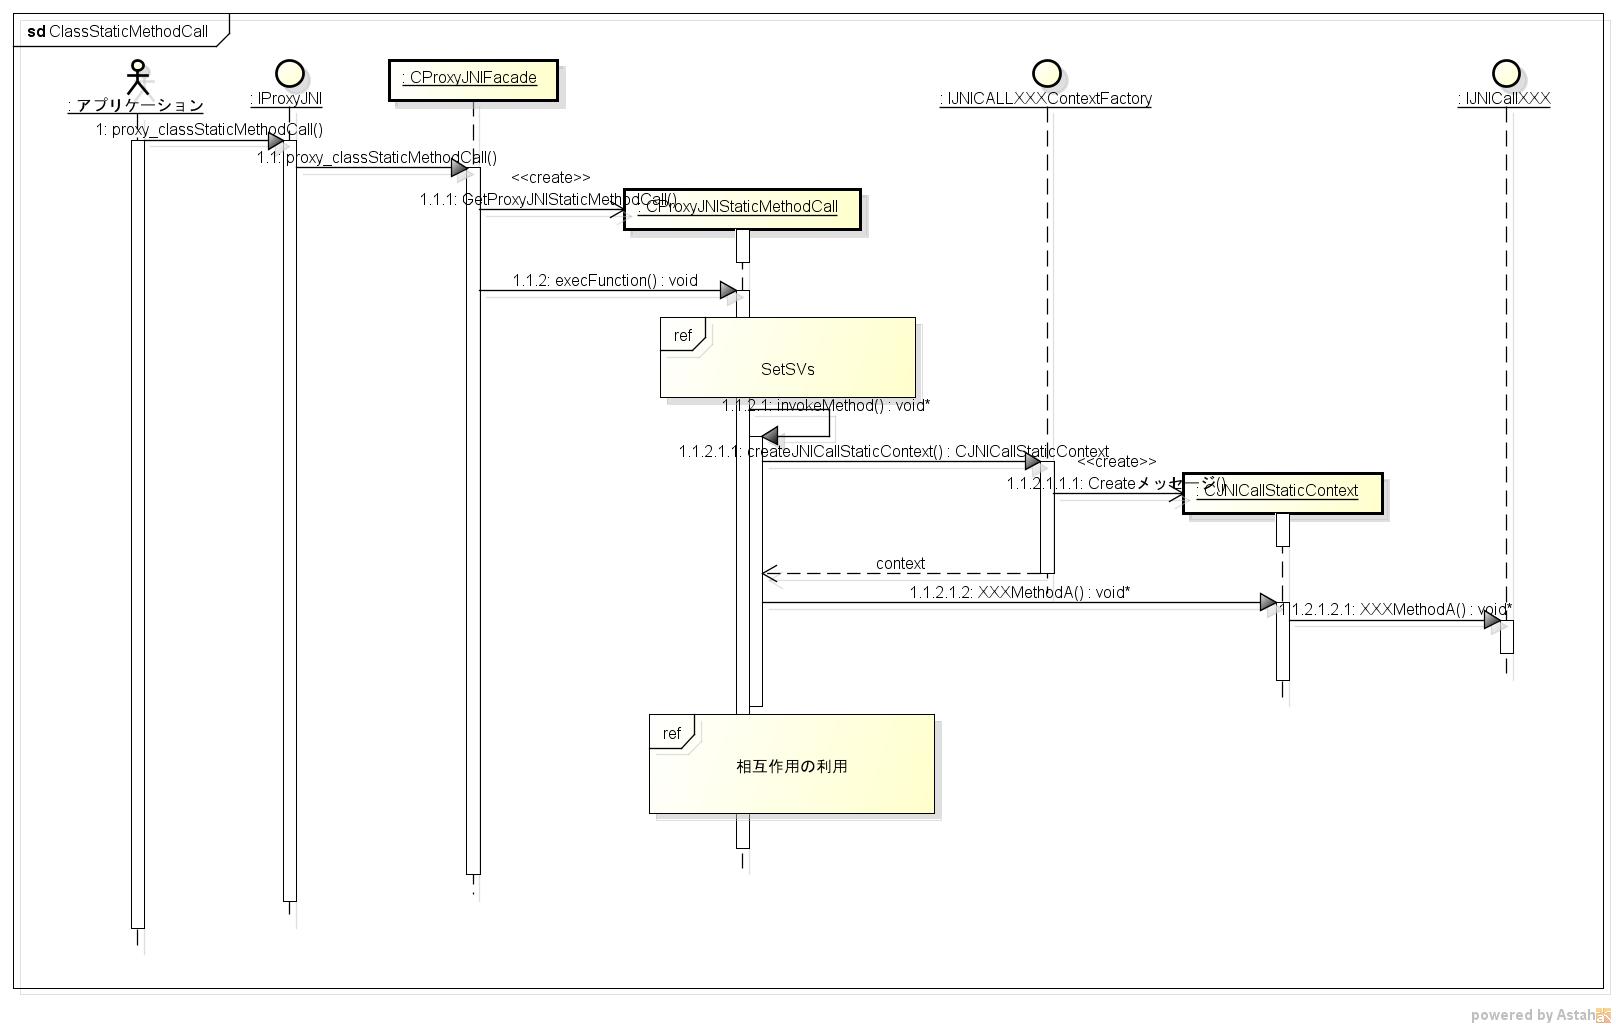 sd ClassStaticMethodCall
: アプリケーション
: IProxyJNI
: CProxyJNIFacade
: IJNICALLXXXContextFactory
: IJNICallXXX
1: proxy_classStaticMethodCall()
1.1: proxy_classStaticMethodCall()
<<create>>
1.1.1: GetProxyJNIStaticMethodCall()
: CProxyJNIStaticMethodCall
1.1.2: execFunction() : void
ref
SetSVs
1.1.2.1: invokeMethod() : void*
1.1.2.1.1: createJNICallStaticContext() : CJNICallStaticContext
<<create>>
1.1.2.1.1.1: Createメッセージ()
: CJNICallStaticContext
context
1.1.2.1.2: XXXMethodA() : void*
1.1.2.1.2.1: XXXMethodA() : void*
ref
相互作用の利用
powered by Astah